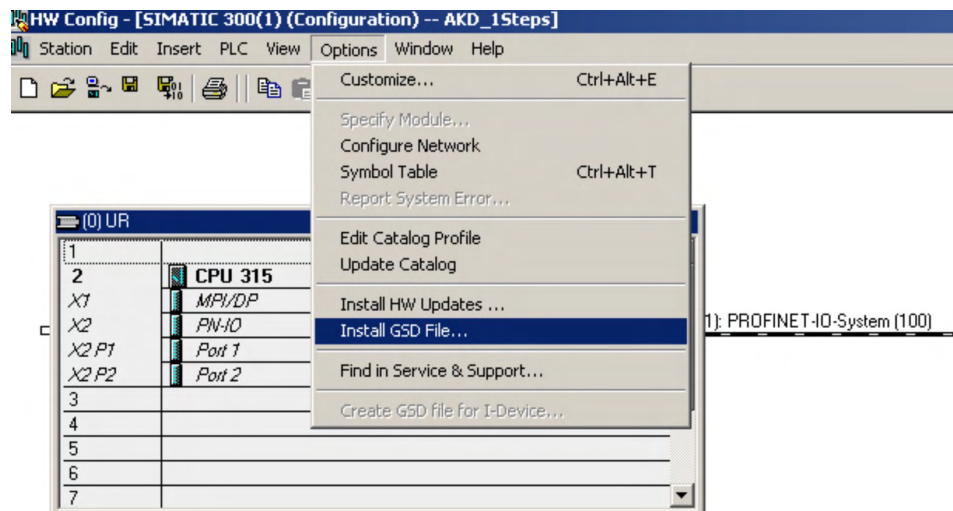 HW Config - [SIMATIC 300(1) (Configuration) -- AKD_1Steps]
Station Edit Insert PLC View Options Window Help
Customize... Ctrl+Alt+E
Specify Module...
Configure Network
Symbol Table Ctrl+Alt+T
Report System Error...
Edit Catalog Profile
Update Catalog
Install HW Updates ...
Install GSD File...
Find in Service & Support...
Create GSD file for I-Device...
(0) UR
1
2 CPU 315
X1 MPI/DP
X2 PN-IO
X2 P1 Port 1
X2 P2 Port 2
3
4
5
6
7
1): PROFINET-IO-System (100)